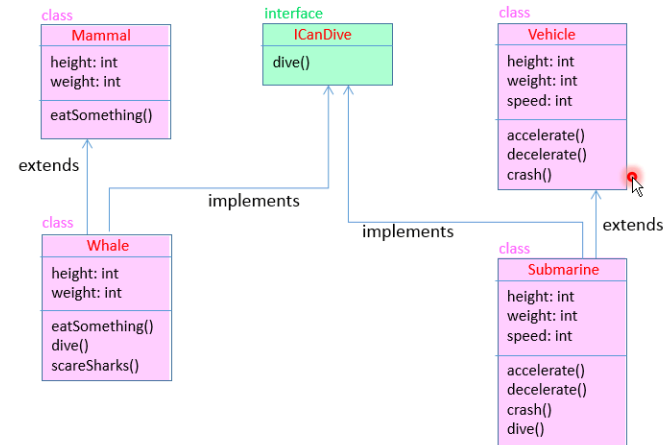 class
Mammal
height: int
weight: int
eatSomething()
interface
ICanDive
dive()
class
Vehicle
height: int
weight: int
speed: int
accelerate()
decelerate()
crash()
extends
implements
implements
extends
class
Whale
height: int
weight: int
eatSomething()
dive()
scareSharks()
class
Submarine
height: int
weight: int
speed: int
accelerate()
decelerate()
crash()
dive()